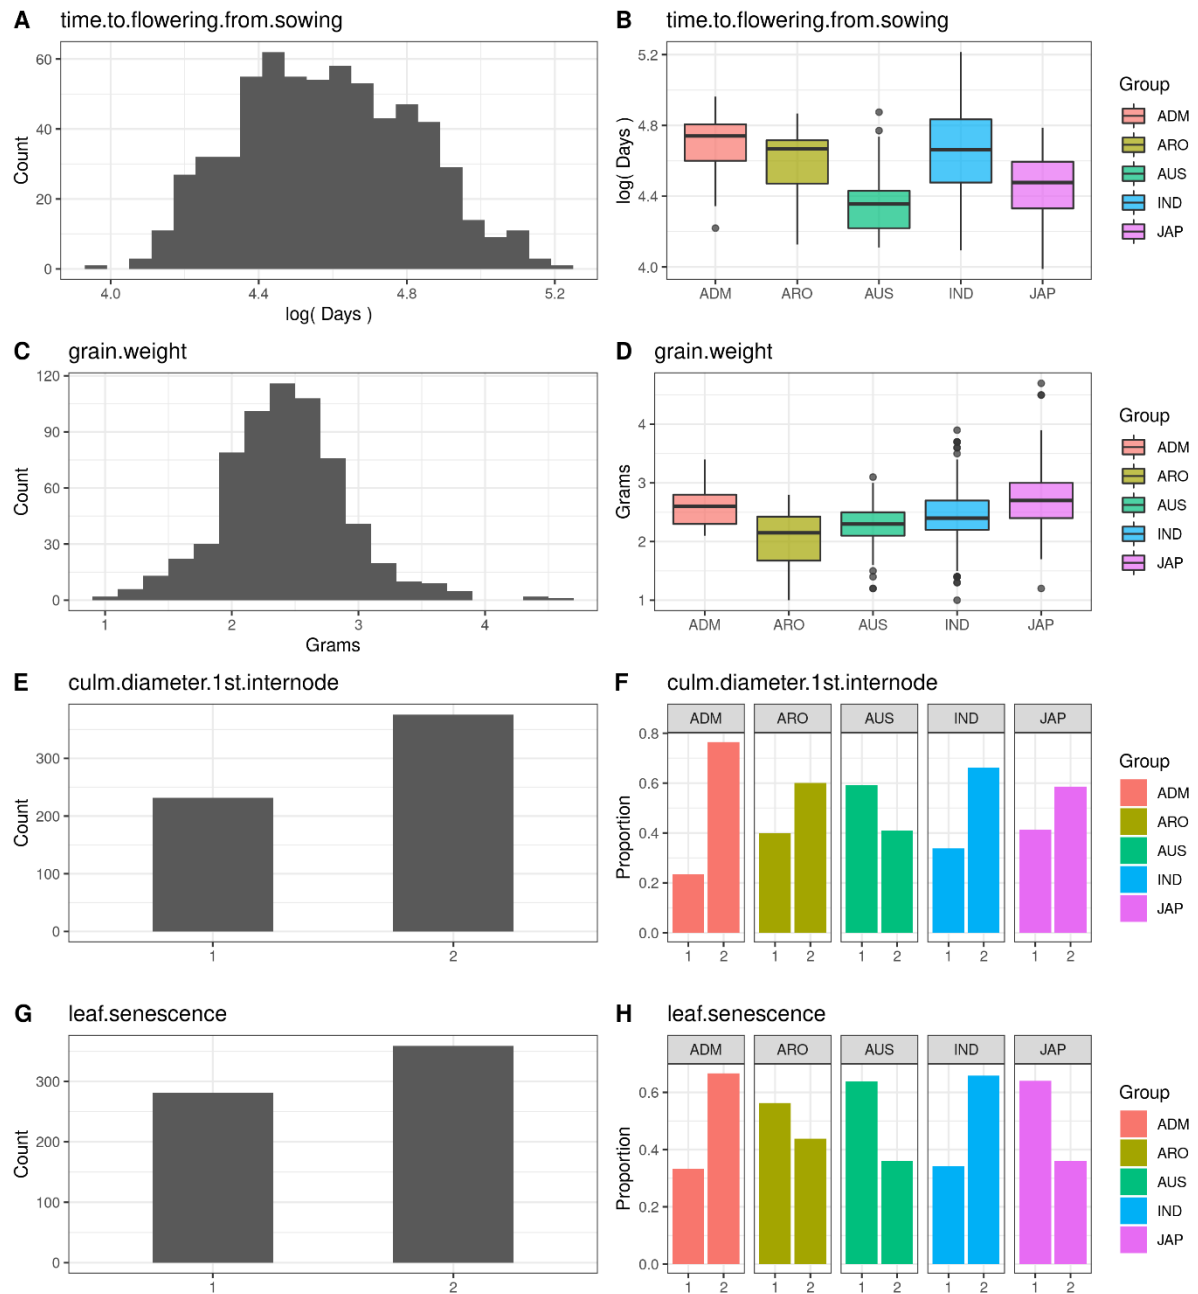 A time.to.flowering.from.sowing
60
40
20
0
Count
4.0 4.4 4.8 5.2
log( Days )
B time.to.flowering.from.sowing
5.2
4.8
4.4
4.0
log( Days )
ADM ARO AUS IND JAP
Group
ADM
ARO
AUS
IND
JAP
C grain.weight
120
90
60
30
0
Count
1 2 3 4
Grams
D grain.weight
4
3
2
1
Grams
ADM ARO AUS IND JAP
Group
ADM
ARO
AUS
IND
JAP
E culm.diameter.1st.internode
300
200
100
0
Count
1 2
F culm.diameter.1st.internode
ADM ARO AUS IND JAP
0.8
0.6
0.4
0.2
0.0
Proportion
1 2 1 2 1 2 1 2 1 2
Group
ADM
ARO
AUS
IND
JAP
G leaf.senescence
300
200
100
0
Count
1 2
H leaf.senescence
ADM ARO AUS IND JAP
0.6
0.4
0.2
0.0
Proportion
1 2 1 2 1 2 1 2 1 2
Group
ADM
ARO
AUS
IND
JAP